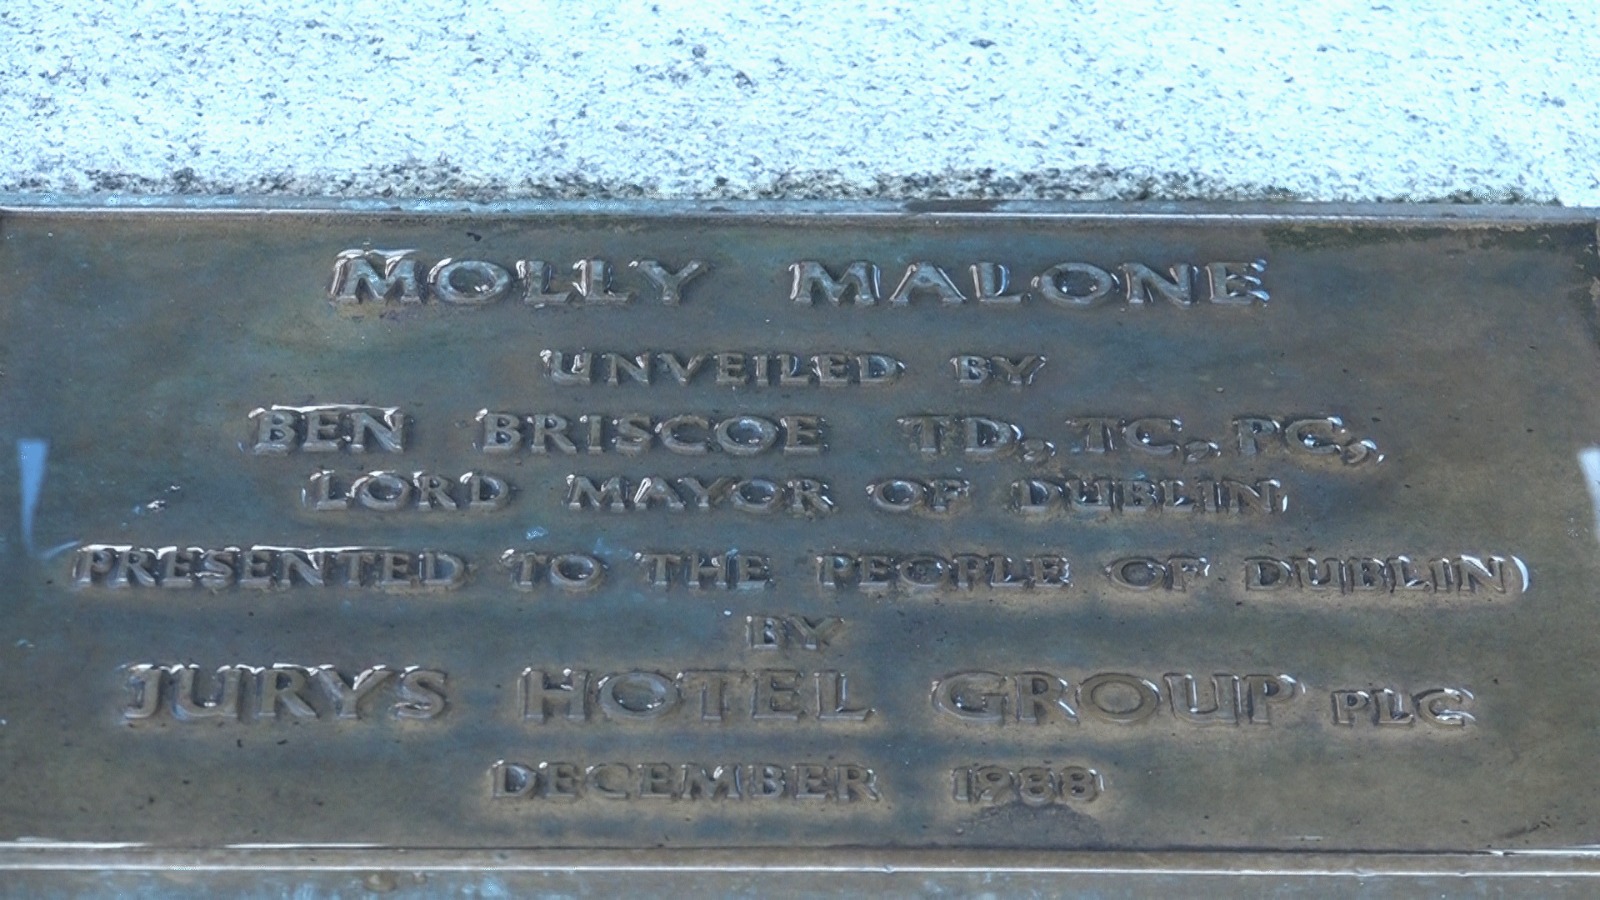 MOLLY MALONE
UNVEILED BY
BEN BRISCOE TD, TC, PC,
LORD MAYOR OF DUBLIN
PRESENTED TO THE PEOPLE OF DUBLIN
BY
JURYS HOTEL GROUP PLC
DECEMBER 1988